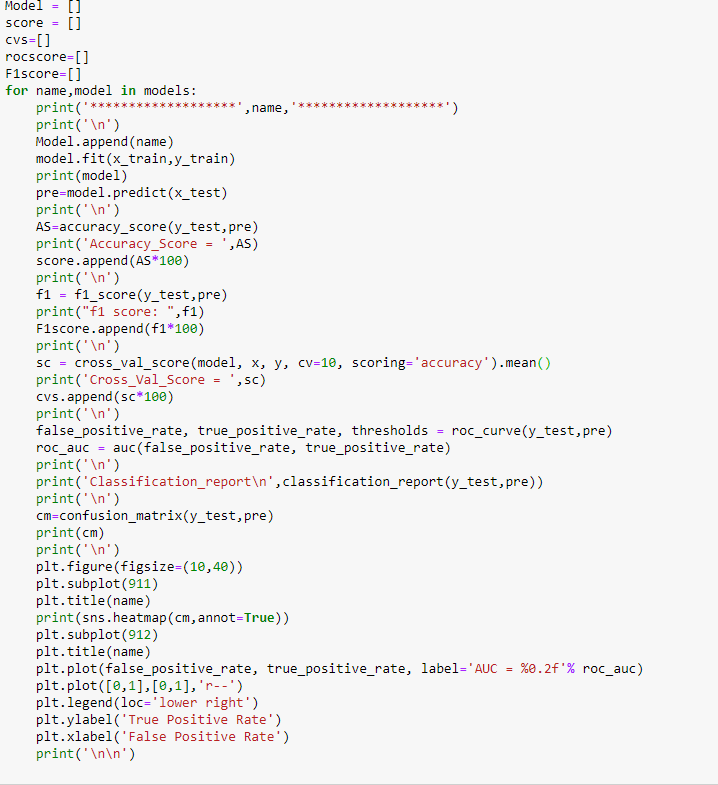 Model = []
score = []
cvs=[]
rocscore=[]
F1score=[]
for name,model in models:
    print('*******************',name,'*******************')
    print('\n')
    Model.append(name)
    model.fit(x_train,y_train)
    print(model)
    pre=model.predict(x_test)
    print('\n')
    AS=accuracy_score(y_test,pre)
    print('Accuracy_Score = ',AS)
    score.append(AS*100)
    print('\n')
    f1 = f1_score(y_test,pre)
    print("f1 score: ",f1)
    F1score.append(f1*100)
    print('\n')
    sc = cross_val_score(model, x, y, cv=10, scoring='accuracy').mean()
    print('Cross_Val_Score = ',sc)
    cvs.append(sc*100)
    print('\n')
    false_positive_rate, true_positive_rate, thresholds = roc_curve(y_test,pre)
    roc_auc = auc(false_positive_rate, true_positive_rate)
    print('\n')
    print('Classification_report\n',classification_report(y_test,pre))
    print('\n')
    cm=confusion_matrix(y_test,pre)
    print(cm)
    print('\n')
    plt.figure(figsize=(10,40))
    plt.subplot(911)
    plt.title(name)
    print(sns.heatmap(cm,annot=True))
    plt.subplot(912)
    plt.title(name)
    plt.plot(false_positive_rate, true_positive_rate, label='AUC = %0.2f'% roc_auc)
    plt.plot([0,1],[0,1],'r--')
    plt.legend(loc='lower right')
    plt.ylabel('True Positive Rate')
    plt.xlabel('False Positive Rate')
    print('\n\n')